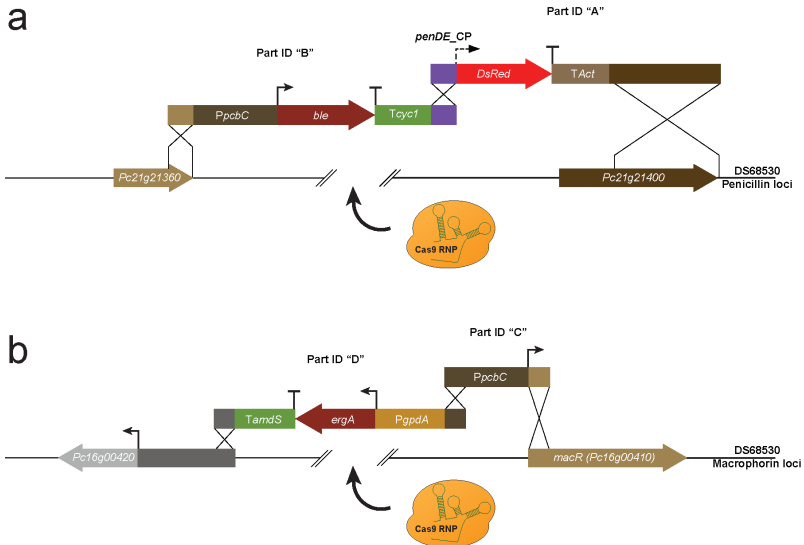 a
Part ID "A"
penDE_CP
Part ID "B"
DsRed
TAct
PpcbC
ble
Tcyc1
Pc21g21360
Pc21g21400
DS68530
Penicillin loci
Cas9 RNP
b
Part ID "C"
Part ID "D"
PpcbC
TamdS
ergA
PgpdA
Pc16g00420
macR (Pc16g00410)
DS68530
Macrophorin loci
Cas9 RNP